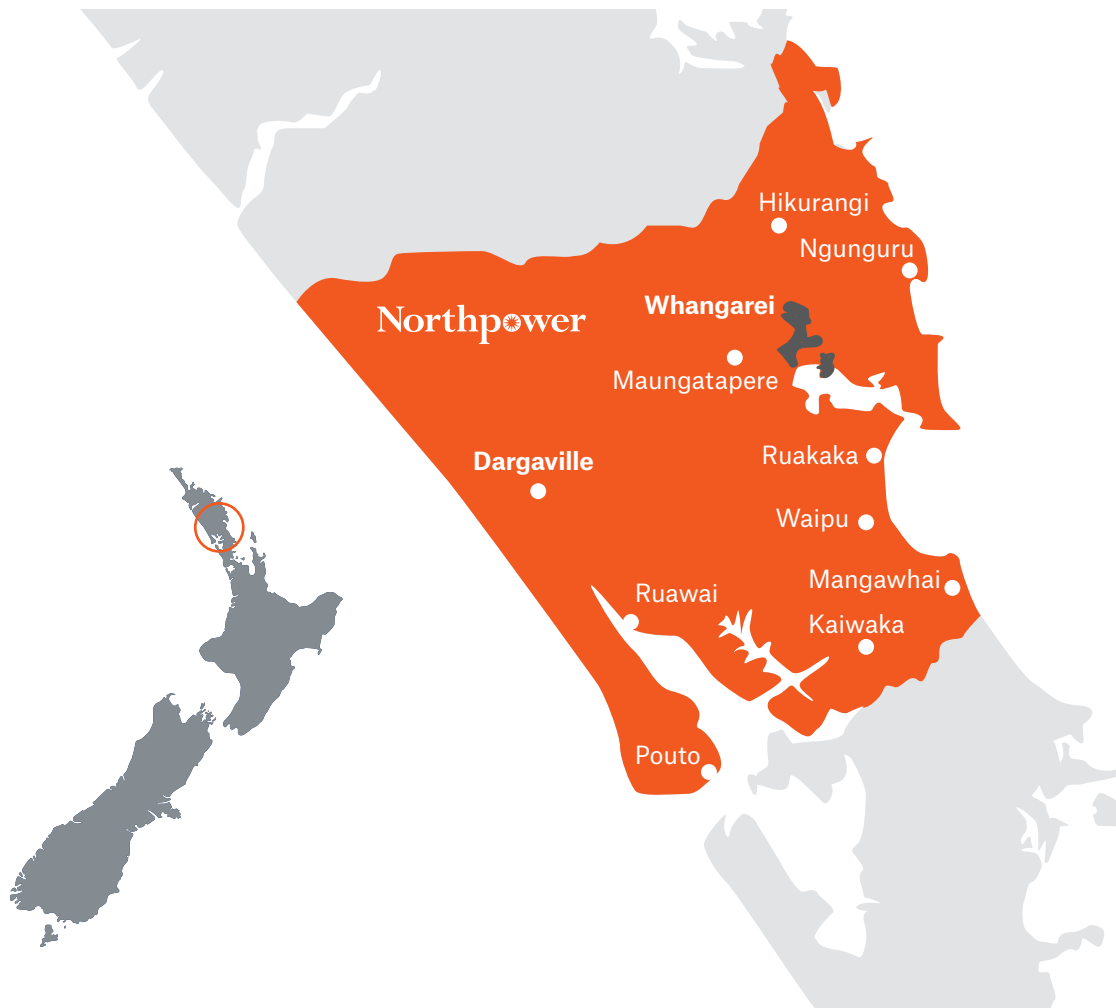 Hikurangi
Ngunguru
Whangarei
Northpower
Maungatapere
Ruakaka
Dargaville
Waipu
Mangawhai
Ruawai
Kaiwaka
Pouto